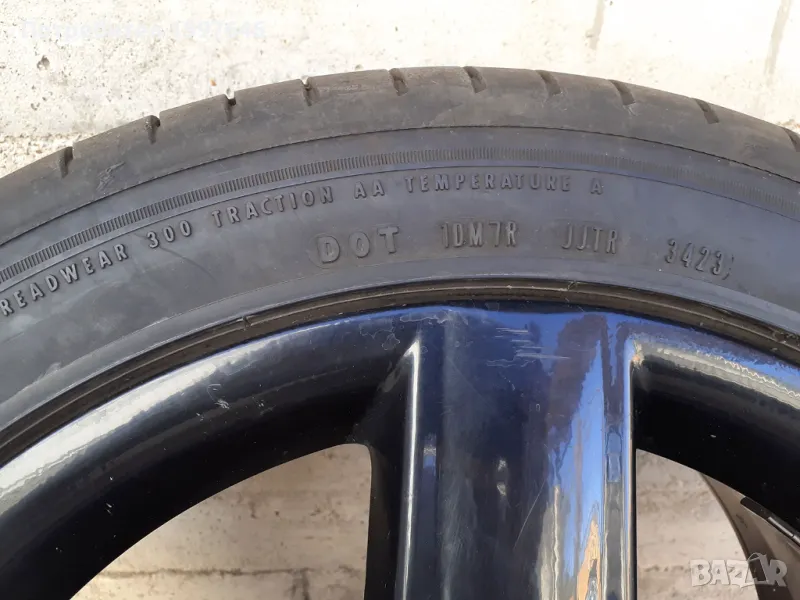 READWEAR 300 TRACTION AA TEMPERATURE A
DOT 1DM7R JJTR 3423
BAZAR